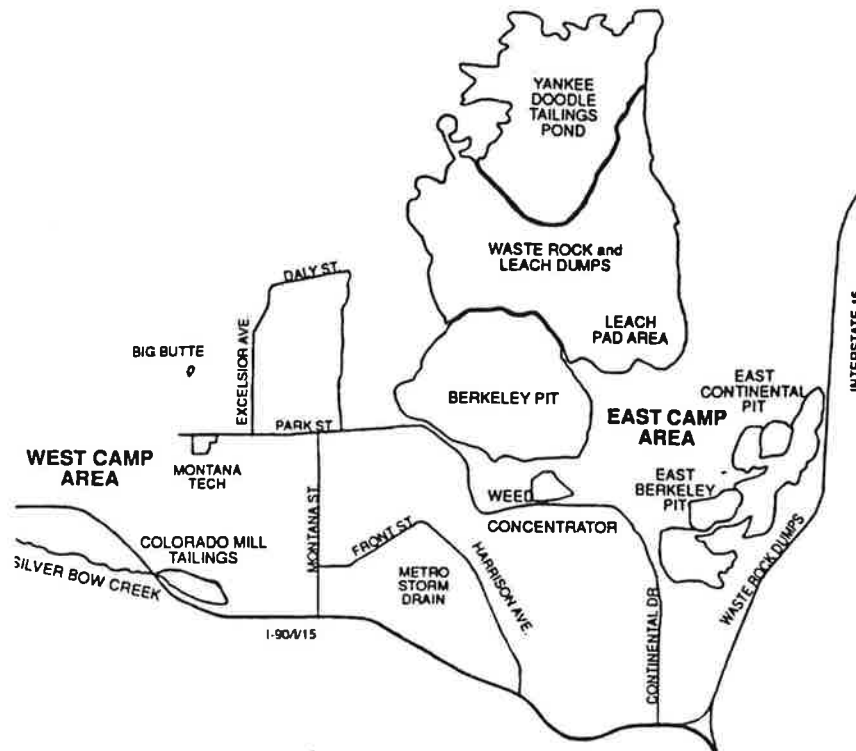 YANKEE
DOODLE
TAILINGS
POND
WASTE ROCK and
LEACH DUMPS
LEACH
PAD AREA
DALY ST.
EXCELSIOR AVE.
BIG BUTTE
BERKELEY PIT
INTERSTATE 15
EAST
CONTINENTAL
PIT
EAST CAMP
AREA
PARK ST.
WEST CAMP
AREA
MONTANA
TECH
WEED
CONCENTRATOR
EAST
BERKELEY
PIT
COLORADO MILL
TAILINGS
SILVER BOW CREEK
MONTANA ST.
FRONT ST.
METRO
STORM
DRAIN
HARRISON AVE.
CONTINENTAL DR.
WASTE ROCK DUMPS
I-90/I/15